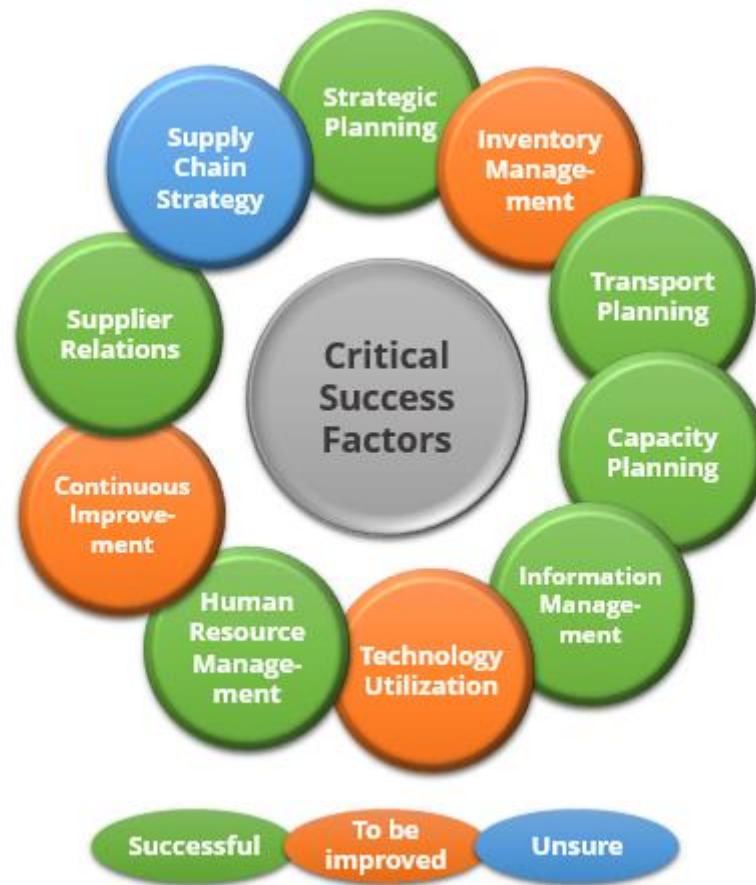 Strategic
Planning
Inventory
Manage-
ment
Transport
Planning
Capacity
Planning
Information
Manage-
ment
Technology
Utilization
Human
Resource
Manage-
ment
Continuous
Improve-
ment
Supplier
Relations
Supply
Chain
Strategy
Critical
Success
Factors
Successful
To be
improved
Unsure